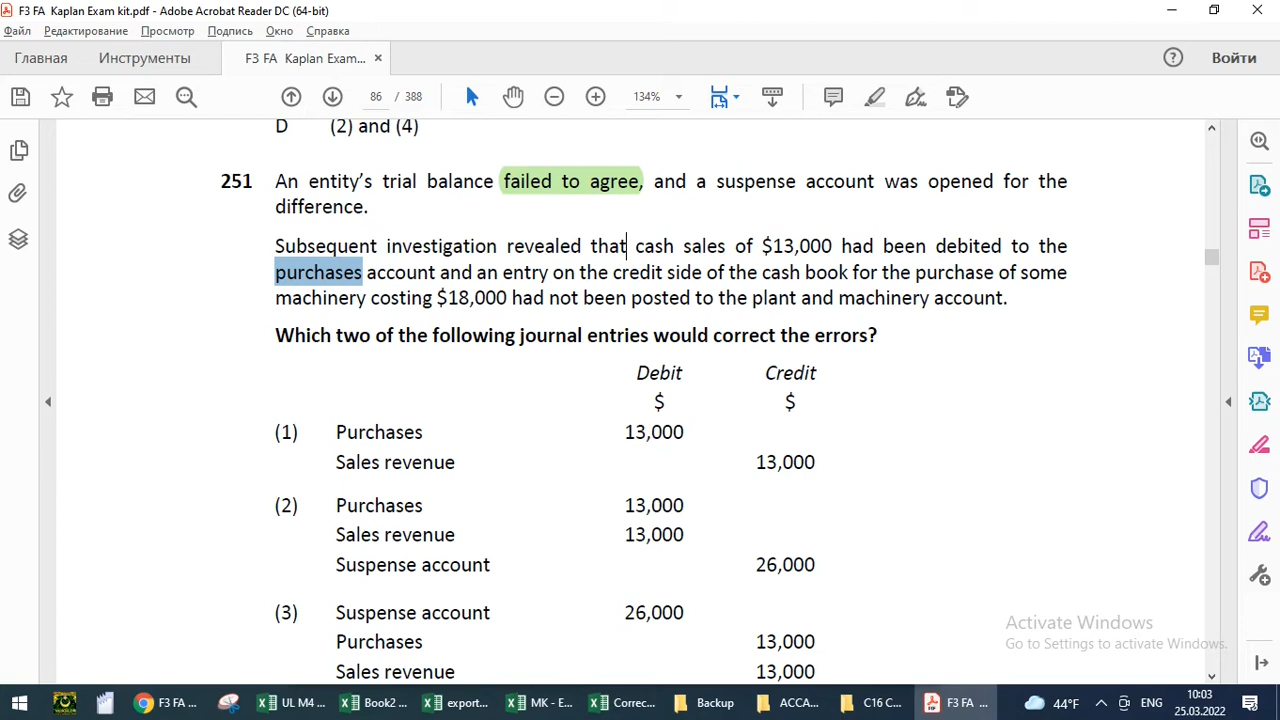 F3 FA Kaplan Exam kit.pdf - Adobe Acrobat Reader DC (64-bit)
Файл Редактирование Просмотр Подпись Окно Справка
Главная Инструменты F3 FA Kaplan Exam... × Войти
86 / 388 134%
D (2) and (4)
251 An entity's trial balance failed to agree, and a suspense account was opened for the
difference.
Subsequent investigation revealed that cash sales of $13,000 had been debited to the
purchases account and an entry on the credit side of the cash book for the purchase of some
machinery costing $18,000 had not been posted to the plant and machinery account.
Which two of the following journal entries would correct the errors?
Debit Credit
$ $
(1) Purchases 13,000
Sales revenue 13,000
(2) Purchases 13,000
Sales revenue 13,000
Suspense account 26,000
(3) Suspense account 26,000
Purchases 13,000
Sales revenue 13,000
Activate Windows
Go to Settings to activate Windows.
F3 FA ... UL M4 ... Book2 ... export... MK - E... Correc... Backup ACCA... C16 C... F3 FA ... 44°F ENG 10:03
25.03.2022